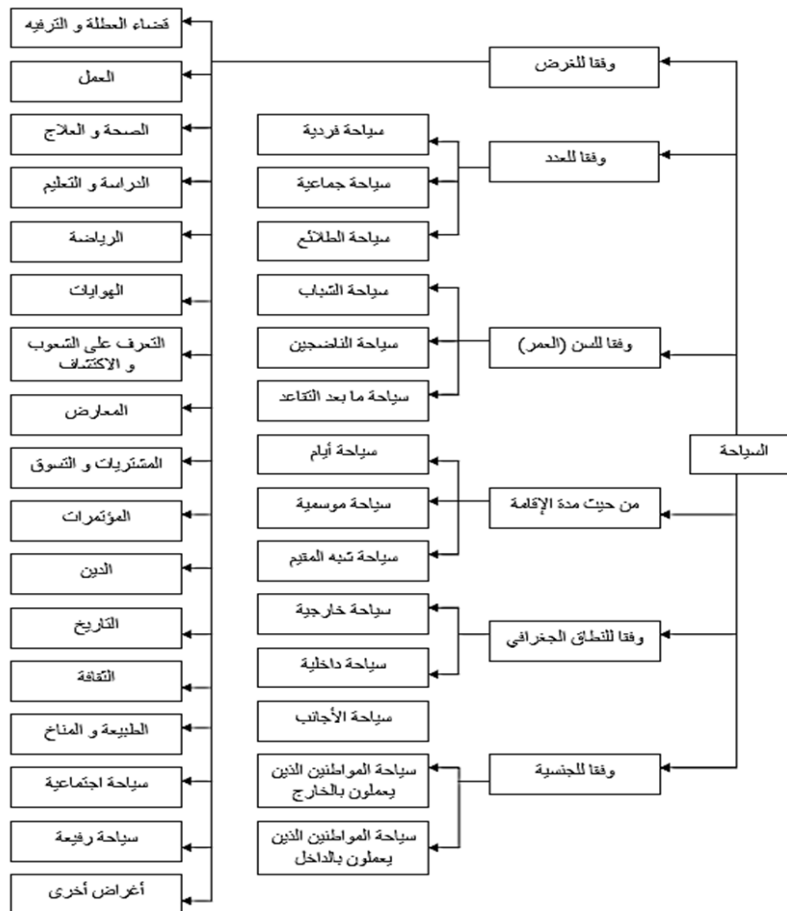 السياحة
وفقا للغرض
قضاء العطلة و الترفيه
العمل
الصحة و العلاج
الدراسة و التعليم
الرياضة
الهوايات
التعرف على الشعوب
و الاكتشاف
المعارض
المشتريات و التسوق
المؤتمرات
الدين
التاريخ
الثقافة
الطبيعة و المناخ
سياحة اجتماعية
سياحة رفيعة
أغراض أخرى
وفقا للعدد
سياحة فردية
سياحة جماعية
سياحة الطلائع
وفقا للسن (العمر)
سياحة الشباب
سياحة الناضجين
سياحة ما بعد التقاعد
من حيث مدة الإقامة
سياحة أيام
سياحة موسمية
سياحة شبه المقيم
وفقا للنطاق الجغرافي
سياحة خارجية
سياحة داخلية
وفقا للجنسية
سياحة الأجانب
سياحة المواطنين الذين
يعملون بالخارج
سياحة المواطنين الذين
يعملون بالداخل